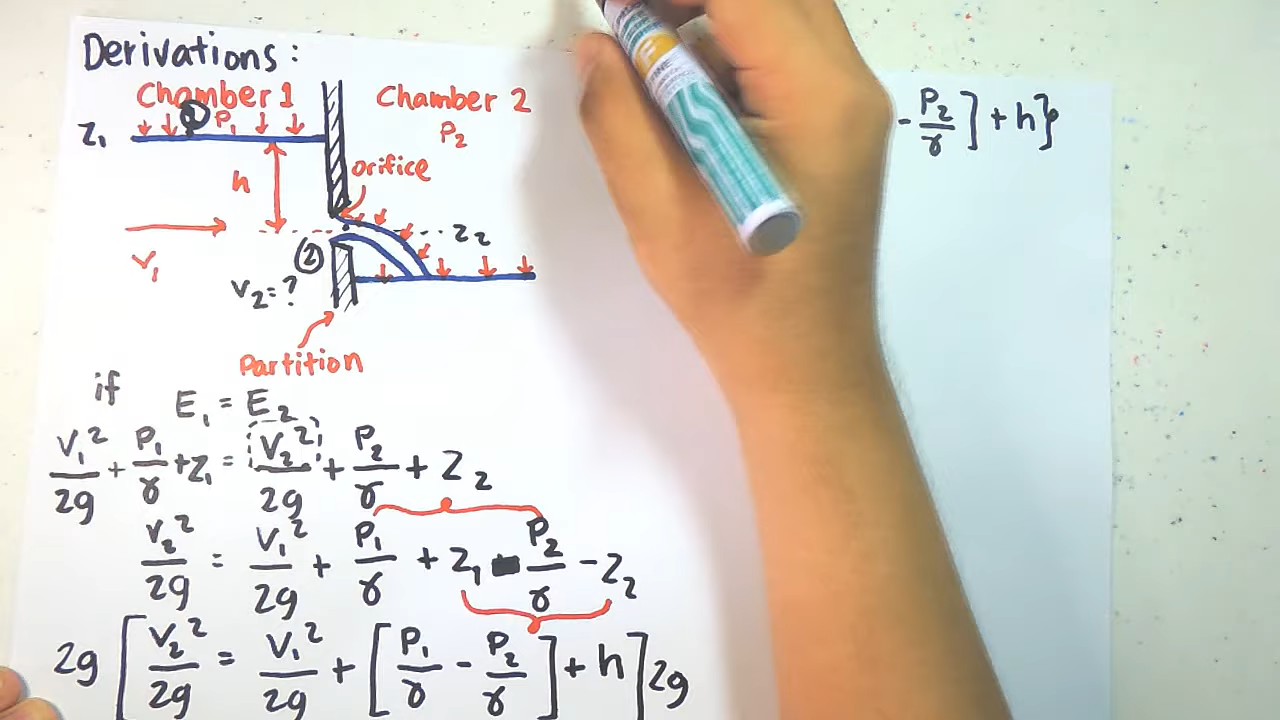 Derivations:
Chamber 1
Chamber 2
Z₁ ① P₁
P₂
orifice
h
Z₂
V₁
②
V₂=?
Partition
if
E₁ = E₂
V₁²/2g + P₁/γ + Z₁ = V₂²/2g + P₂/γ + Z₂
V₂²/2g = V₁²/2g + P₁/γ + Z₁ - P₂/γ - Z₂
2g [V₂²/2g = V₁²/2g + [P₁/γ - P₂/γ] + h] 2g
- P₂/γ] + h}
F